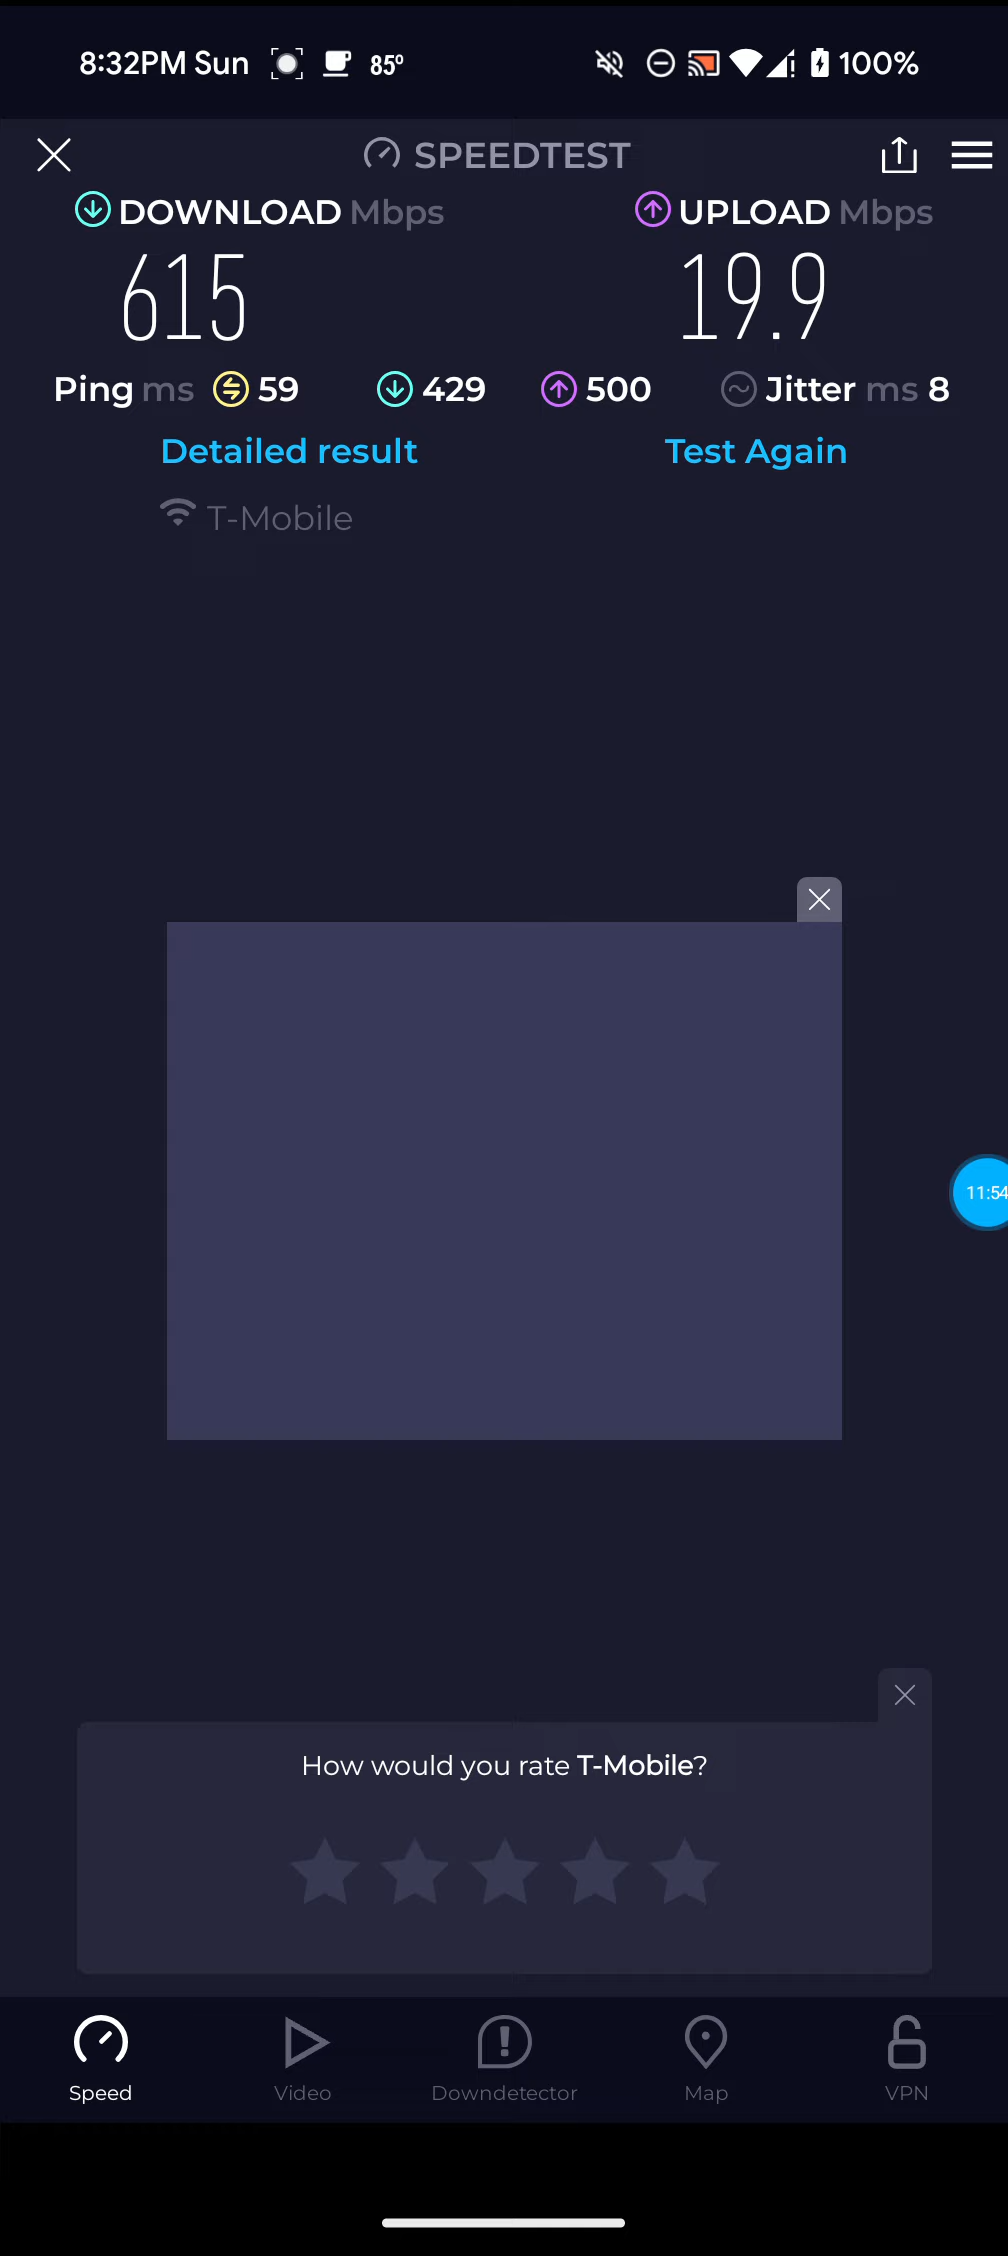 8:32PM Sun 85° 100%
SPEEDTEST
DOWNLOAD Mbps UPLOAD Mbps
615 19.9
Ping ms 59 429 500 Jitter ms 8
Detailed result Test Again
T-Mobile
11:54
How would you rate T-Mobile?
Speed Video Downdetector Map VPN